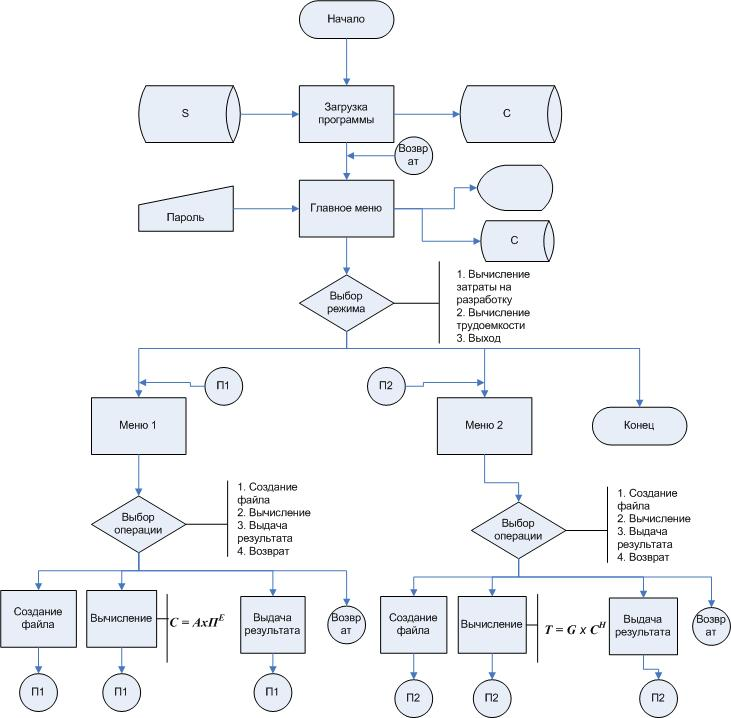 Начало
S
Загрузка
программы
C
Возвр
ат
Пароль
Главное меню
C
Выбор
режима
1. Вычисление
затраты на
разработку
2. Вычисление
трудоемкости
3. Выход
П1
П2
Меню 1
Меню 2
Конец
Выбор
операции
1. Создание
файла
2. Вычисление
3. Выдача
результата
4. Возврат
Выбор
операции
1. Создание
файла
2. Вычисление
3. Выдача
результата
4. Возврат
Создание
файла
Вычисление
C = AxП^E
Выдача
результата
Возвр
ат
Создание
файла
Вычисление
T = G x C^H
Выдача
результата
Возвр
ат
П1
П1
П1
П2
П2
П2